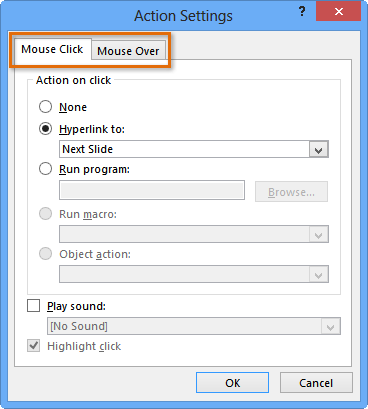 Action Settings
?
Mouse Click Mouse Over
Action on click
None
Hyperlink to:
Next Slide
Run program:
Browse...
Run macro:
Object action:
Play sound:
[No Sound]
Highlight click
OK Cancel